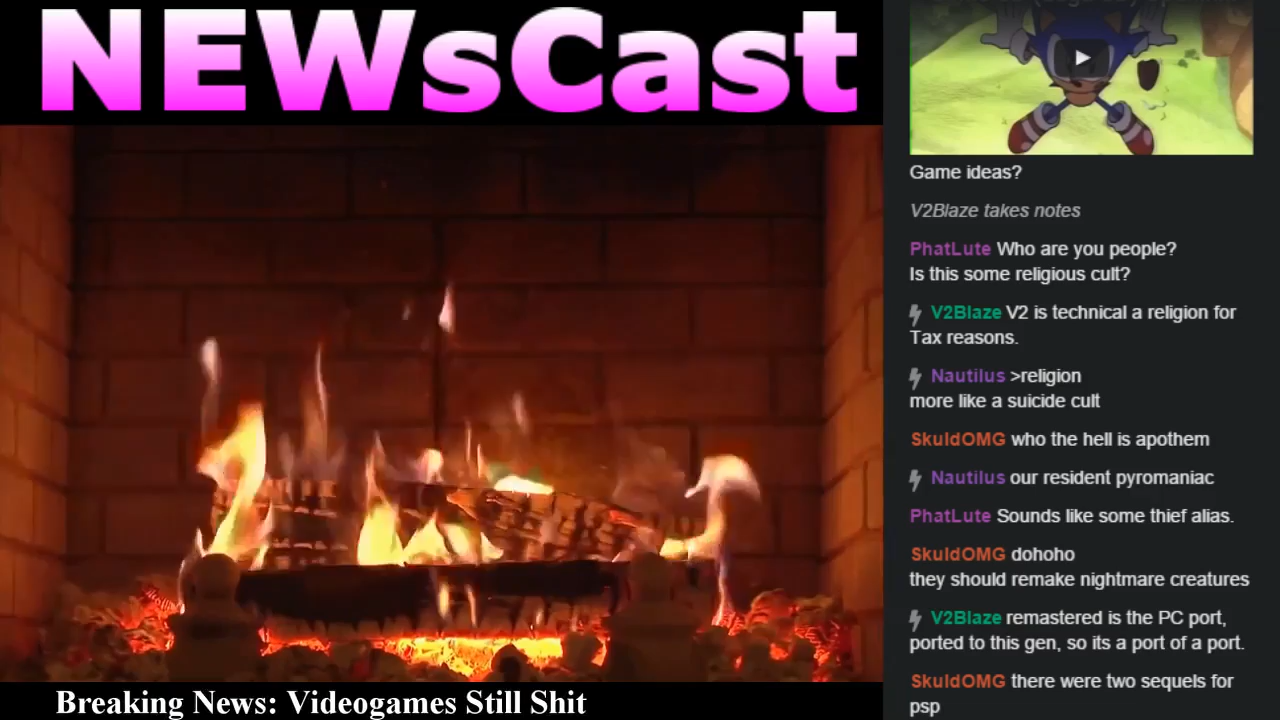 NEWsCast
Game ideas?
V2Blaze takes notes
PhatLute Who are you people?
Is this some religious cult?
V2Blaze V2 is technical a religion for
Tax reasons.
Nautilus >religion
more like a suicide cult
SkuldOMG who the hell is apothem
Nautilus our resident pyromaniac
PhatLute Sounds like some thief alias.
SkuldOMG dohoho
they should remake nightmare creatures
V2Blaze remastered is the PC port,
ported to this gen, so its a port of a port.
SkuldOMG there were two sequels for
psp
Breaking News: Videogames Still Shit